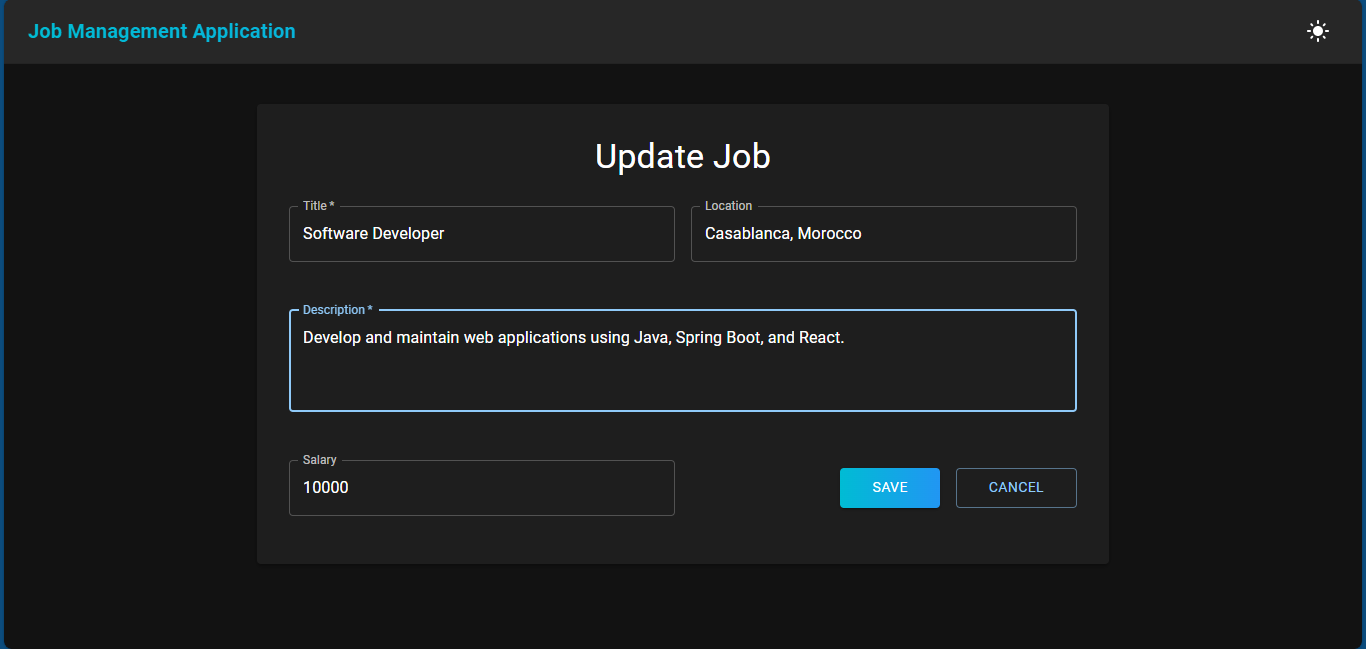 Job Management Application
Update Job
Title *
Software Developer
Location
Casablanca, Morocco
Description *
Develop and maintain web applications using Java, Spring Boot, and React.
Salary
10000
SAVE
CANCEL